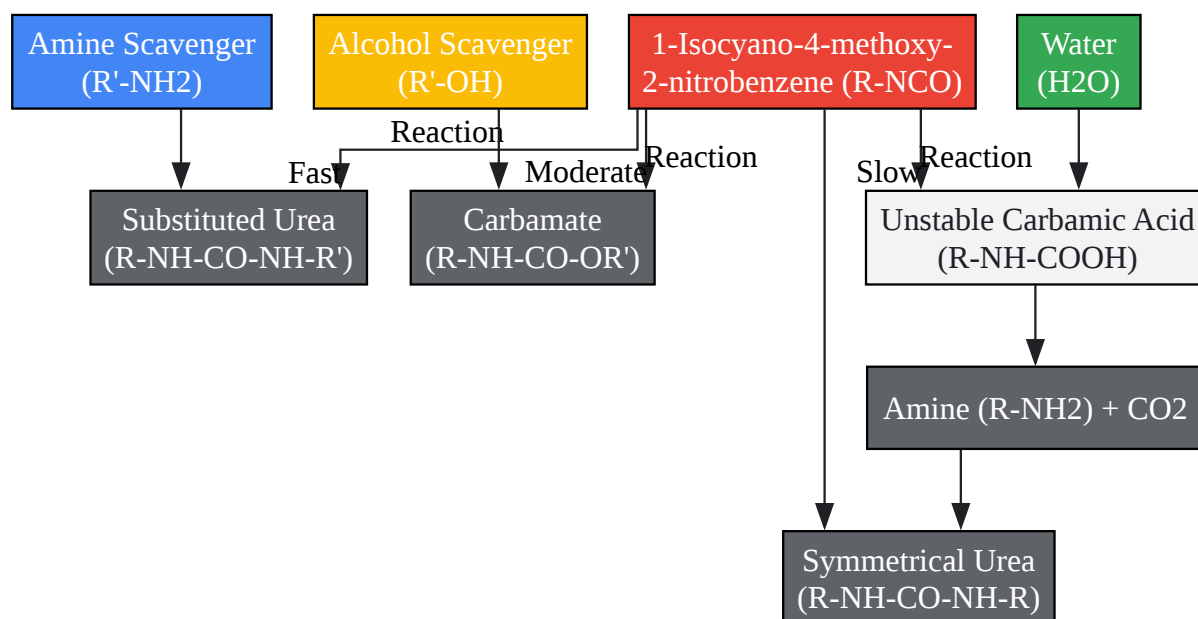 Amine Scavenger
(R'-NH2)
Alcohol Scavenger
(R'-OH)
1-Isocyano-4-methoxy-
2-nitrobenzene (R-NCO)
Water
(H2O)
Reaction
Fast
Reaction
Moderate
Reaction
Slow
Substituted Urea
(R-NH-CO-NH-R')
Carbamate
(R-NH-CO-OR')
Unstable Carbamic Acid
(R-NH-COOH)
Amine (R-NH2) + CO2
Symmetrical Urea
(R-NH-CO-NH-R)